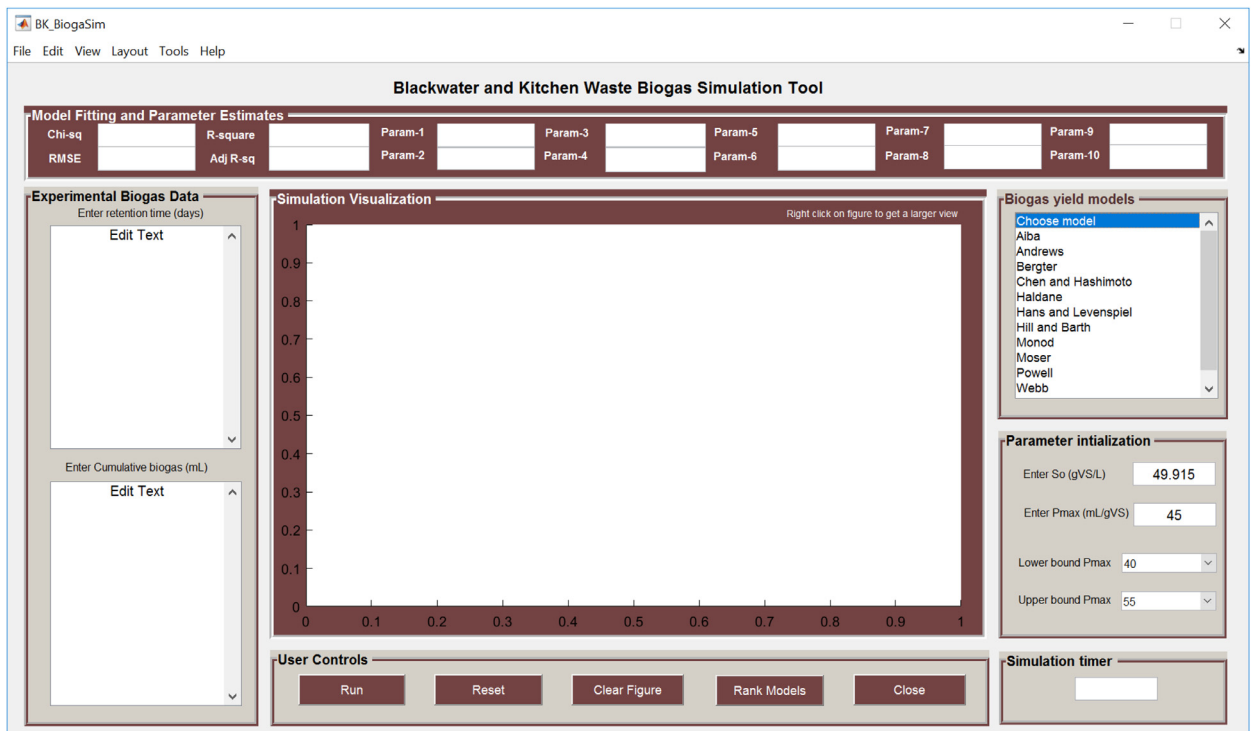 BK_BiogaSim
File Edit View Layout Tools Help
Blackwater and Kitchen Waste Biogas Simulation Tool
Model Fitting and Parameter Estimates
Chi-sq R-square Param-1 Param-3 Param-5 Param-7 Param-9
RMSE Adj R-sq Param-2 Param-4 Param-6 Param-8 Param-10
Experimental Biogas Data
Enter retention time (days)
Edit Text
Enter Cumulative biogas (mL)
Edit Text
Simulation Visualization
Right click on figure to get a larger view
1
0.9
0.8
0.7
0.6
0.5
0.4
0.3
0.2
0.1
0
0 0.1 0.2 0.3 0.4 0.5 0.6 0.7 0.8 0.9 1
User Controls
Run Reset Clear Figure Rank Models Close
Biogas yield models
Choose model
Aiba
Andrews
Bergter
Chen and Hashimoto
Haldane
Hans and Levenspiel
Hill and Barth
Monod
Moser
Powell
Webb
Parameter intialization
Enter So (gVS/L) 49.915
Enter Pmax (mL/gVS) 45
Lower bound Pmax 40
Upper bound Pmax 55
Simulation timer